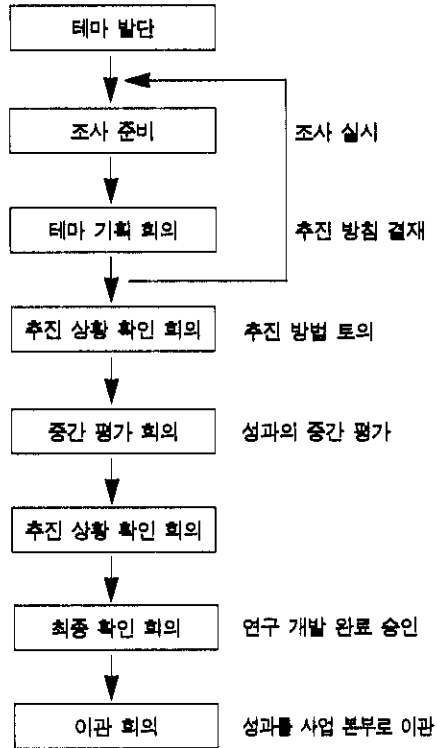 테마 발단
조사 준비
조사 실시
테마 기획 회의
추진 방침 결재
추진 상황 확인 회의
추진 방법 토의
중간 평가 회의
성과의 중간 평가
추진 상황 확인 회의
최종 확인 회의
연구 개발 완료 승인
이관 회의
성과를 사업 본부로 이관